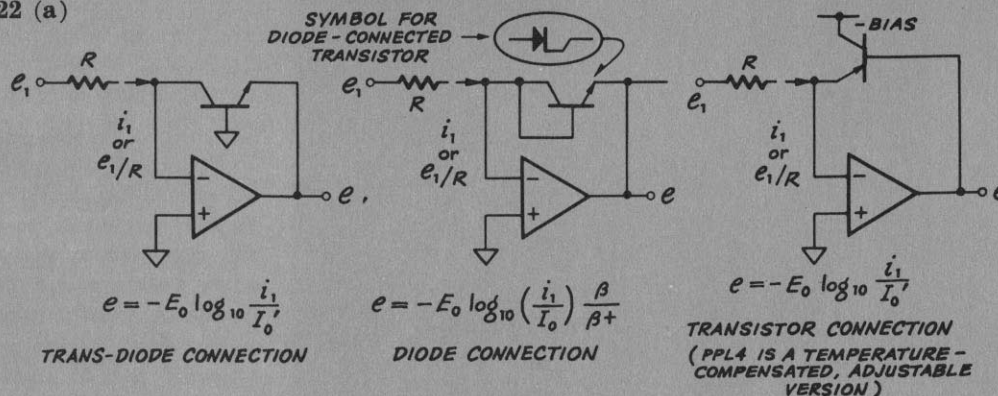 22 (a)
SYMBOL FOR
DIODE-CONNECTED
TRANSISTOR
-BIAS
R
e₁
i₁
or
e₁/R
−
+
e,
e = -E₀ log₁₀ i₁/I₀'
TRANS-DIODE CONNECTION
e₁
R
i₁
or
e₁/R
−
+
e
e = -E₀ log₁₀ (i₁/I₀) β/β+
DIODE CONNECTION
R
e₁
i₁
or
e₁/R
−
+
e
e = -E₀ log₁₀ i₁/I₀'
TRANSISTOR CONNECTION
(PPL4 IS A TEMPERATURE-
COMPENSATED, ADJUSTABLE
VERSION)